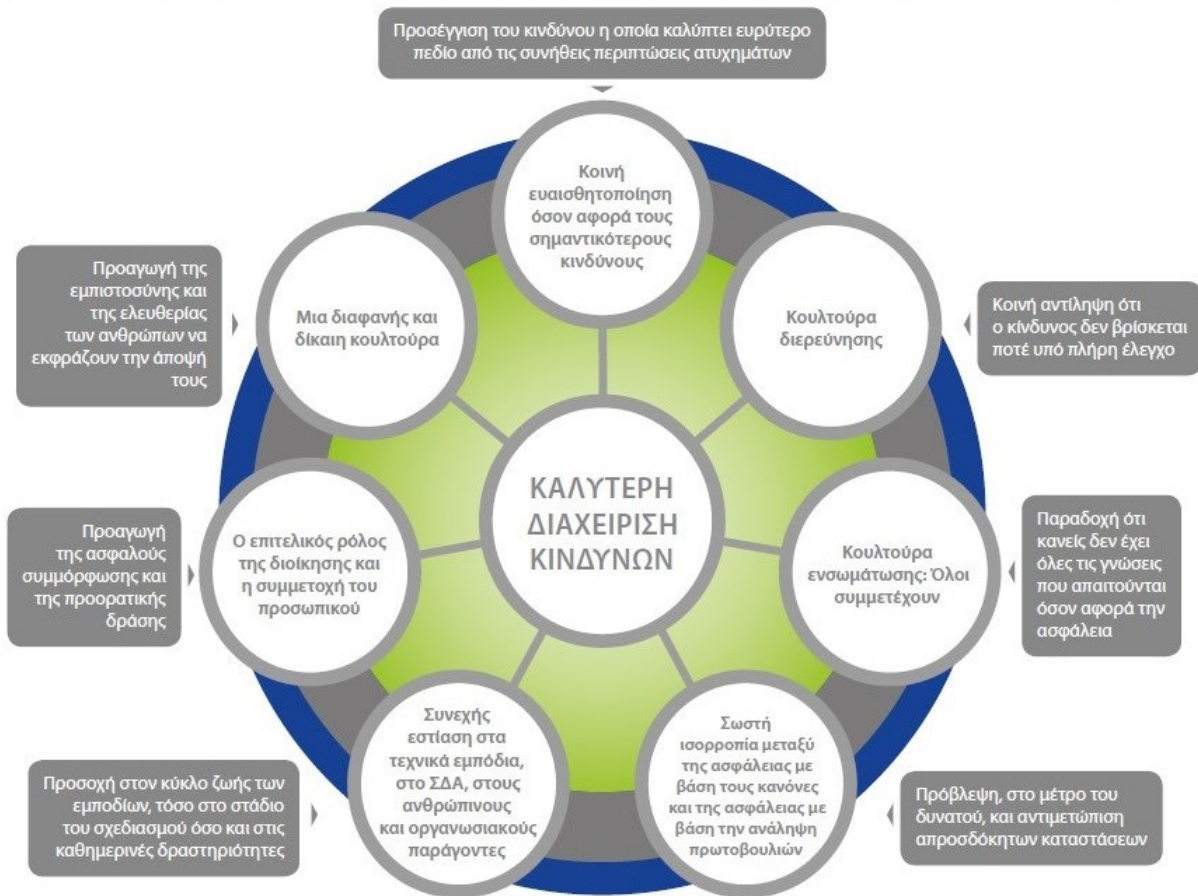 Προσέγγιση του κινδύνου η οποία καλύπτει ευρύτερο
πεδίο από τις συνήθεις περιπτώσεις ατυχημάτων
Κοινή
ευαισθητοποίηση
όσον αφορά τους
σημαντικότερους
κινδύνους
Προαγωγή της
εμπιστοσύνης και
της ελευθερίας
των ανθρώπων να
εκφράζουν την άποψή
τους
Μια διαφανής και
δίκαιη κουλτούρα
Κουλτούρα
διερεύνησης
Κοινή αντίληψη ότι
ο κίνδυνος δεν βρίσκεται
ποτέ υπό πλήρη έλεγχο
ΚΑΛΥΤΕΡΗ
ΔΙΑΧΕΙΡΙΣΗ
ΚΙΝΔΥΝΩΝ
Προαγωγή
της ασφαλούς
συμμόρφωσης και
της προορατικής
δράσης
Ο επιτελικός ρόλος
της διοίκησης και
η συμμετοχή του
προσωπικού
Κουλτούρα
ενσωμάτωσης: Όλοι
συμμετέχουν
Παραδοχή ότι
κανείς δεν έχει
όλες τις γνώσεις
που απαιτούνται
όσον αφορά την
ασφάλεια
Προσοχή στον κύκλο ζωής των
εμποδίων, τόσο στο στάδιο
του σχεδιασμού όσο και στις
καθημερινές δραστηριότητες
Συνεχής
εστίαση στα
τεχνικά εμπόδια,
στο ΣΔΑ, στους
ανθρώπινους
και οργανωσιακούς
παράγοντες
Σωστή
ισορροπία μεταξύ
της ασφάλειας με
βάση τους κανόνες
και της ασφάλειας με
βάση την ανάληψη
πρωτοβουλιών
Πρόβλεψη, στο μέτρο του
δυνατού, και αντιμετώπιση
απροσδόκητων καταστάσεων